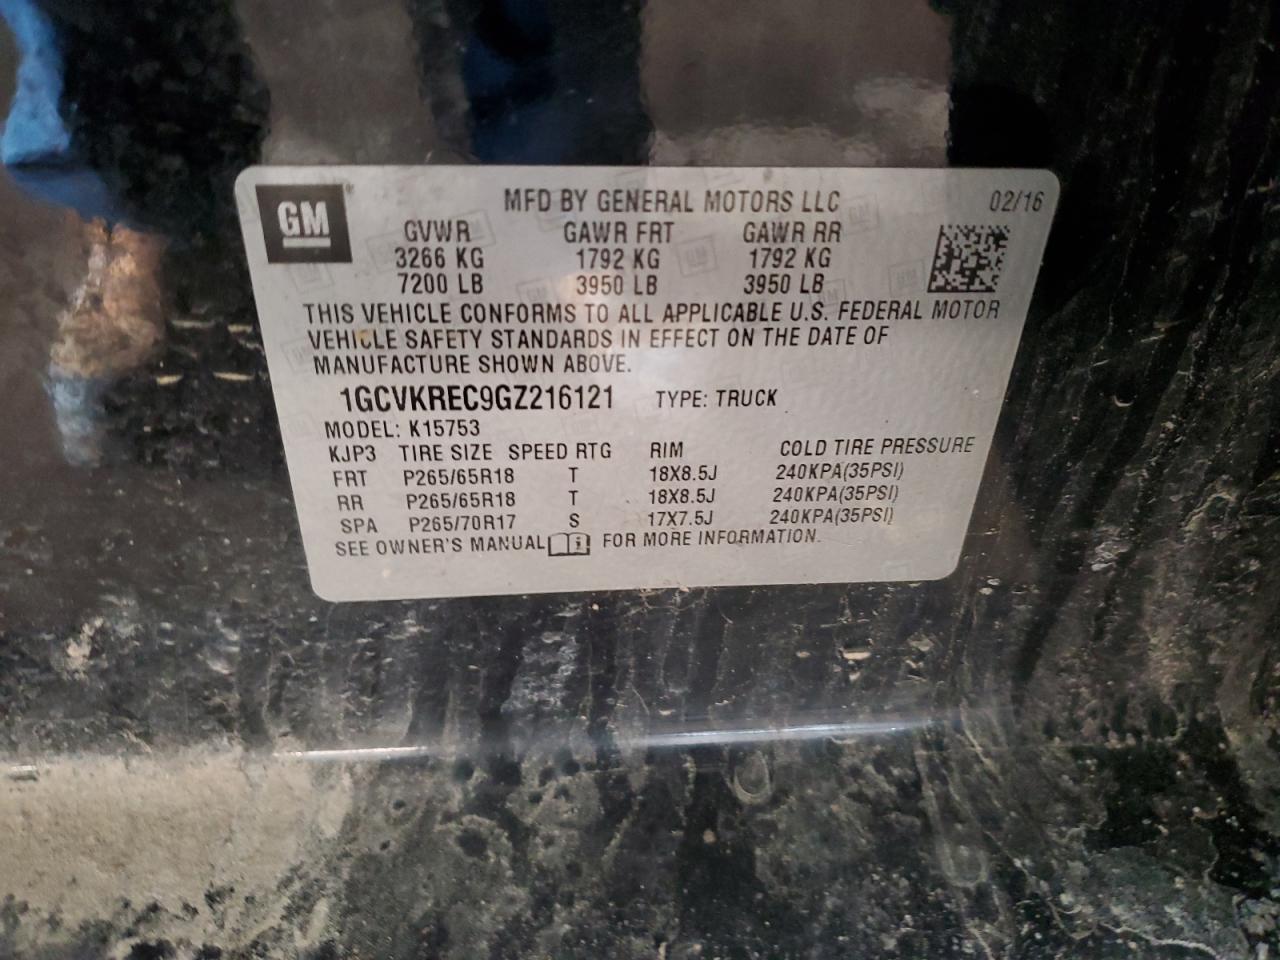 GM® MFD BY GENERAL MOTORS LLC 02/16
GVWR GAWR FRT GAWR RR
3266 KG 1792 KG 1792 KG
7200 LB 3950 LB 3950 LB
THIS VEHICLE CONFORMS TO ALL APPLICABLE U.S. FEDERAL MOTOR
VEHICLE SAFETY STANDARDS IN EFFECT ON THE DATE OF
MANUFACTURE SHOWN ABOVE.
1GCVKREC9GZ216121 TYPE: TRUCK
MODEL: K15753
KJP3 TIRE SIZE SPEED RTG RIM COLD TIRE PRESSURE
FRT P265/65R18 T 18X8.5J 240KPA(35PSI)
RR P265/65R18 T 18X8.5J 240KPA(35PSI)
SPA P265/70R17 S 17X7.5J 240KPA(35PSI)
SEE OWNER'S MANUAL i FOR MORE INFORMATION.